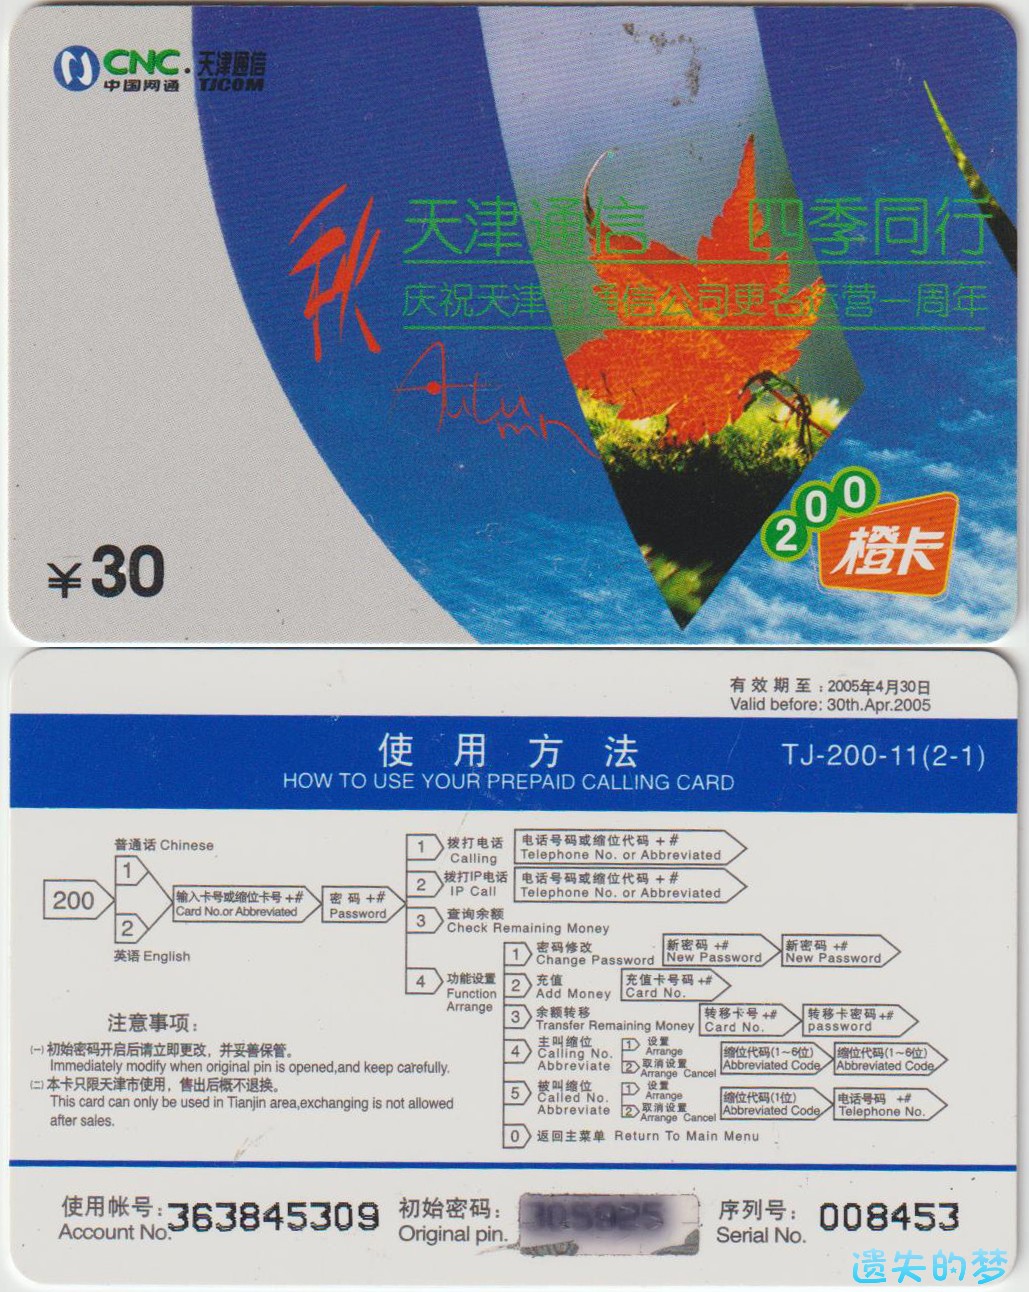 CNC · 天津通信
中国网通 TJCOM
秋
天津通信 四季同行
庆祝天津市通信公司更名运营一周年
Autumn
200
橙卡
¥30
有效期至：2005年4月30日
Valid before: 30th.Apr.2005
使用方法
TJ-200-11(2-1)
HOW TO USE YOUR PREPAID CALLING CARD
普通话 Chinese
200
1
2
英语 English
输入卡号或缩位卡号 +#
Card No.or Abbreviated
密码 +#
Password
1 拨打电话
Calling
电话号码或缩位代码 +#
Telephone No. or Abbreviated
2 拨打IP电话
IP Call
电话号码或缩位代码 +#
Telephone No. or Abbreviated
3 查询余额
Check Remaining Money
4 功能设置
Function
Arrange
1 密码修改
Change Password
新密码 +#
New Password
新密码 +#
New Password
2 充值
Add Money
充值卡号码 +#
Card No.
3 余额转移
Transfer Remaining Money
转移卡号 +#
Card No.
转移卡密码 +#
password
4 主叫缩位
Calling No.
Abbreviate
1 设置
Arrange
2 取消设置
Arrange Cancel
缩位代码(1~6位)
Abbreviated Code
缩位代码(1~6位)
Abbreviated Code
5 被叫缩位
Called No.
Abbreviate
1 设置
Arrange
2 取消设置
Arrange Cancel
缩位代码(1位)
Abbreviated Code
电话号码 +#
Telephone No.
0 返回主菜单 Return To Main Menu
注意事项：
(一) 初始密码开启后请立即更改，并妥善保管。
Immediately modify when original pin is opened,and keep carefully.
(二) 本卡只限天津市使用，售出后概不退换。
This card can only be used in Tianjin area,exchanging is not allowed
after sales.
使用帐号：363845309
Account No.
初始密码：
Original pin.
序列号：008453
Serial No.
遗失的梦